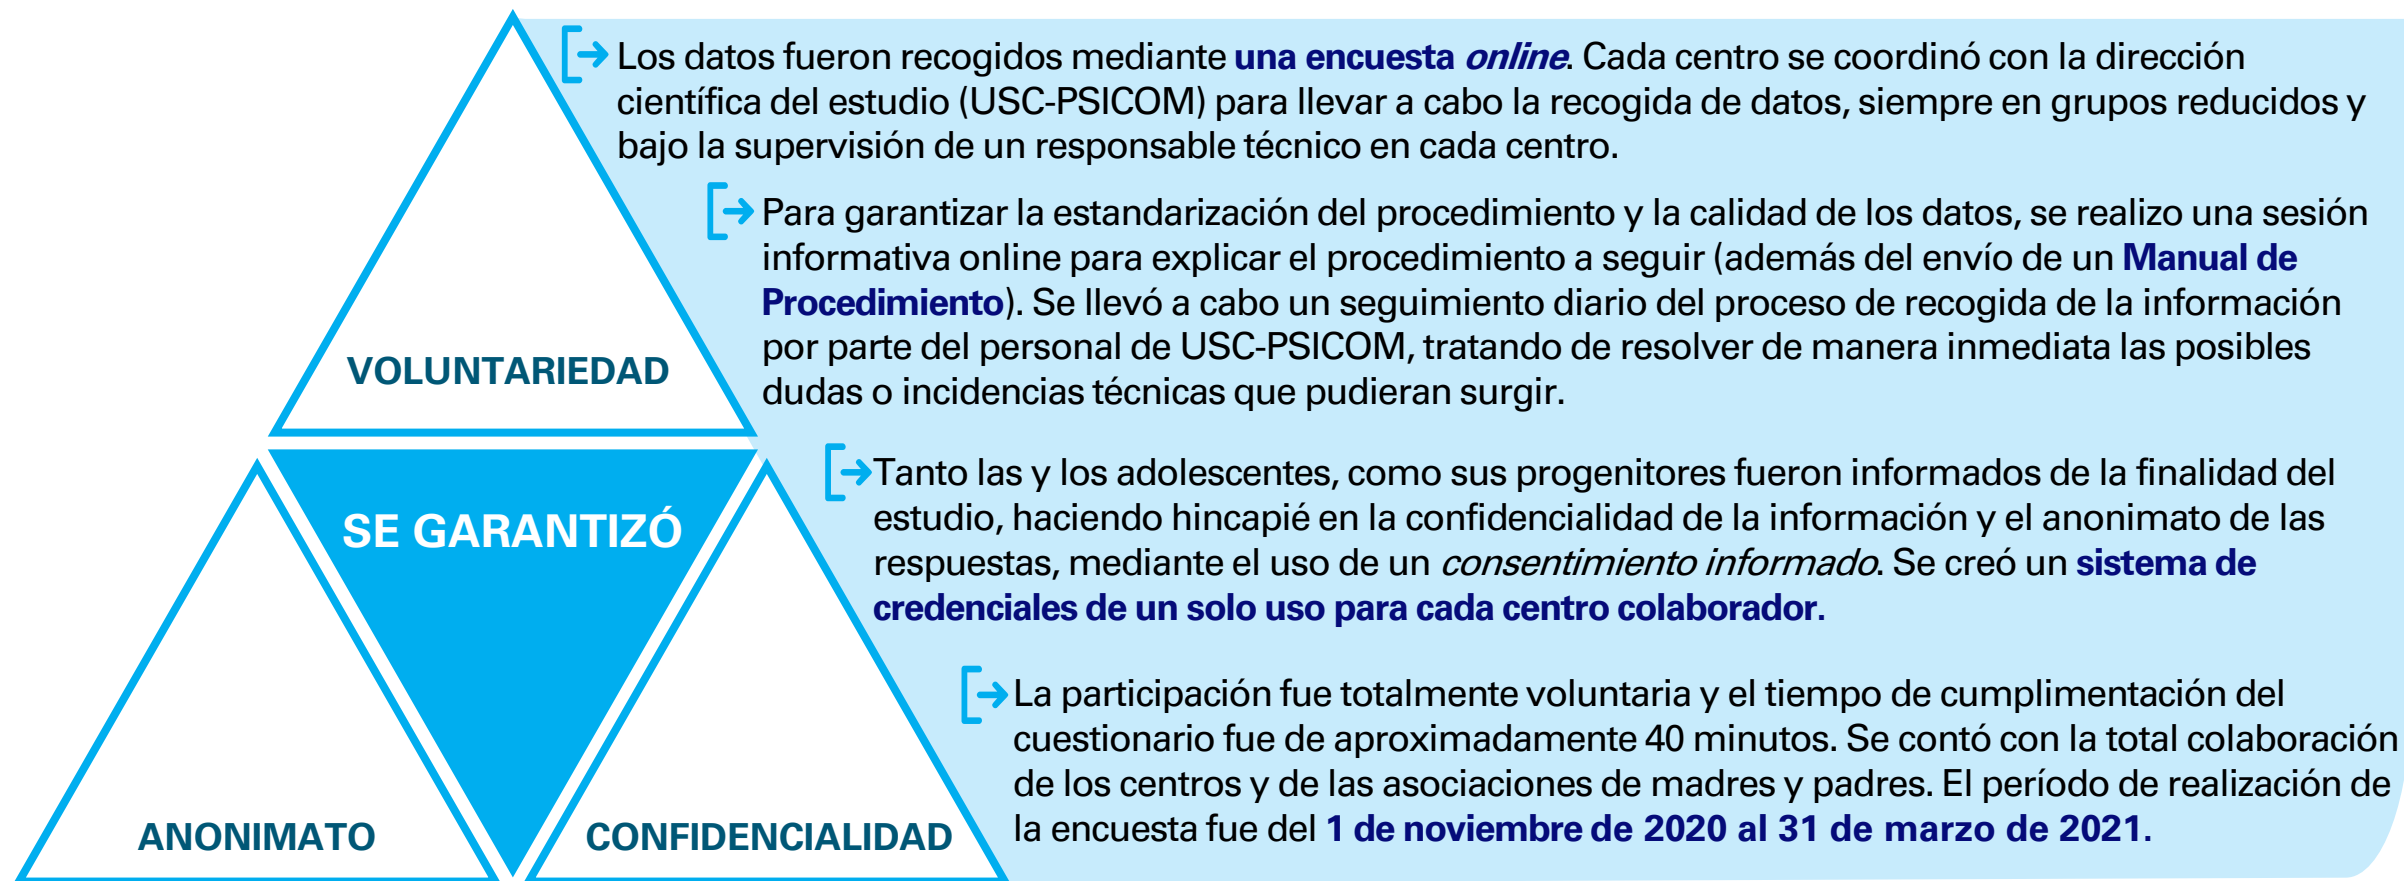 Los datos fueron recogidos mediante una encuesta online. Cada centro se coordinó con la dirección
científica del estudio (USC-PSICOM) para llevar a cabo la recogida de datos, siempre en grupos reducidos y
bajo la supervisión de un responsable técnico en cada centro.
Para garantizar la estandarización del procedimiento y la calidad de los datos, se realizo una sesión
informativa online para explicar el procedimiento a seguir (además del envío de un Manual de
Procedimiento). Se llevó a cabo un seguimiento diario del proceso de recogida de la información
por parte del personal de USC-PSICOM, tratando de resolver de manera inmediata las posibles
dudas o incidencias técnicas que pudieran surgir.
Tanto las y los adolescentes, como sus progenitores fueron informados de la finalidad del
estudio, haciendo hincapié en la confidencialidad de la información y el anonimato de las
respuestas, mediante el uso de un consentimiento informado. Se creó un sistema de
credenciales de un solo uso para cada centro colaborador.
La participación fue totalmente voluntaria y el tiempo de cumplimentación del
cuestionario fue de aproximadamente 40 minutos. Se contó con la total colaboración
de los centros y de las asociaciones de madres y padres. El período de realización de
la encuesta fue del 1 de noviembre de 2020 al 31 de marzo de 2021.
VOLUNTARIEDAD
SE GARANTIZÓ
ANONIMATO
CONFIDENCIALIDAD